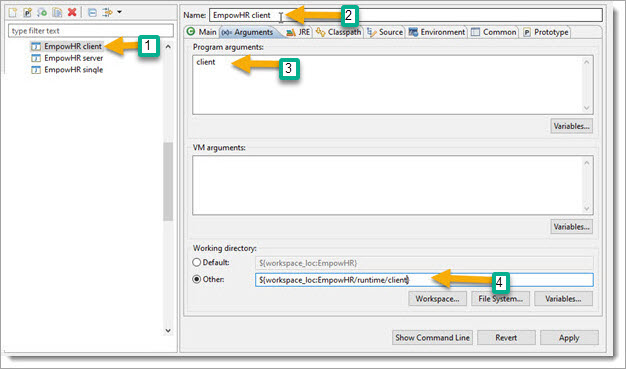 Name: EmpowHR client
2
type filter text
EmpowHR client
1
EmpowHR server
EmpowHR single
Main (x)= Arguments JRE Classpath Source Environment Common Prototype
Program arguments:
client
3
Variables...
VM arguments:
Variables...
Working directory:
Default: ${workspace_loc:EmpowHR}
Other: ${workspace_loc:EmpowHR/runtime/client}
4
Workspace... File System... Variables...
Show Command Line Revert Apply